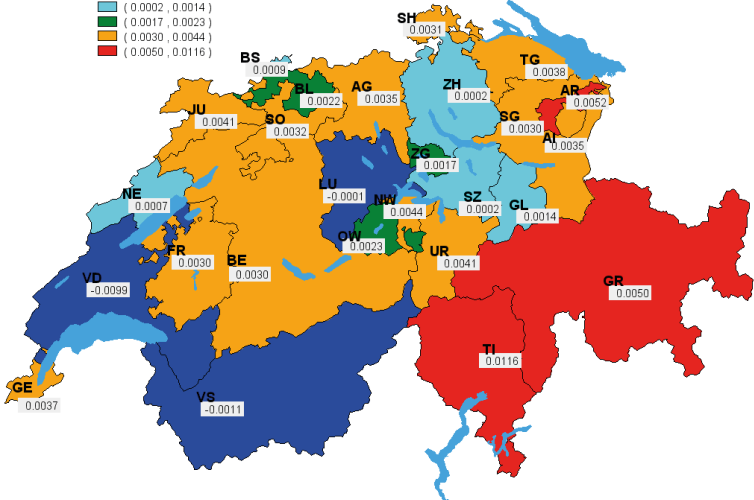 ( 0.0002 , 0.0014 )
( 0.0017 , 0.0023 )
( 0.0030 , 0.0044 )
( 0.0050 , 0.0116 )
SH
0.0031
BS
0.0009
TG
0.0038
ZH
0.0002
BL
0.0022
AG
0.0035
AR
0.0052
JU
0.0041
SO
0.0032
SG
0.0030
AI
0.0035
ZG
0.0017
NE
0.0007
LU
-0.0001
NW
0.0044
SZ
0.0002
GL
0.0014
OW
0.0023
FR
0.0030
BE
0.0030
UR
0.0041
VD
-0.0099
GR
0.0050
TI
0.0116
GE
0.0037
VS
-0.0011